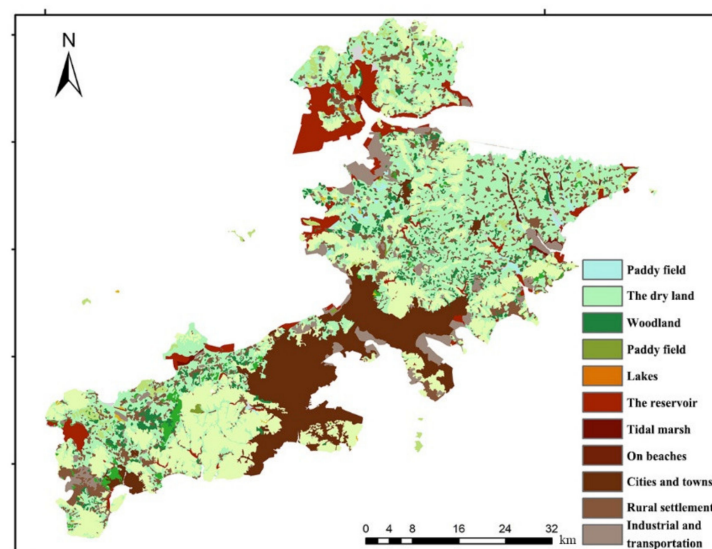 N
Paddy field
The dry land
Woodland
Paddy field
Lakes
The reservoir
Tidal marsh
On beaches
Cities and towns
Rural settlement
Industrial and
transportation
0 4 8 16 24 32
km